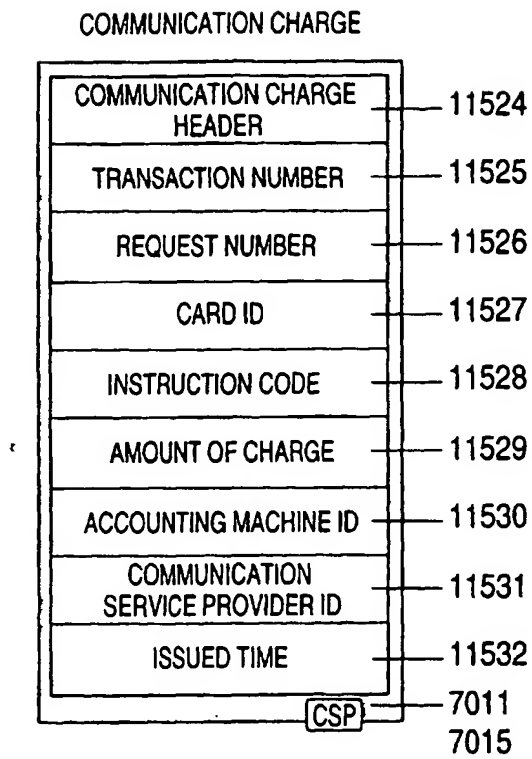 COMMUNICATION CHARGE
COMMUNICATION CHARGE
HEADER
11524
TRANSACTION NUMBER
11525
REQUEST NUMBER
11526
CARD ID
11527
INSTRUCTION CODE
11528
AMOUNT OF CHARGE
11529
ACCOUNTING MACHINE ID
11530
COMMUNICATION
SERVICE PROVIDER ID
11531
ISSUED TIME
11532
CSP
7011
7015